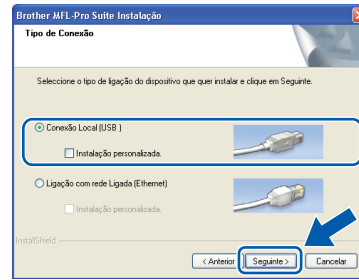 Brother MFL-Pro Suite Instalação
Tipo de Conexão
Seleccione o tipo de ligação do dispositivo que quer instalar e clique em Seguinte.
Conexão Local (USB )
Instalação personalizada.
Ligação com rede Ligada (Ethernet)
Instalação personalizada.
InstallShield
< Anterior
Seguinte >
Cancelar